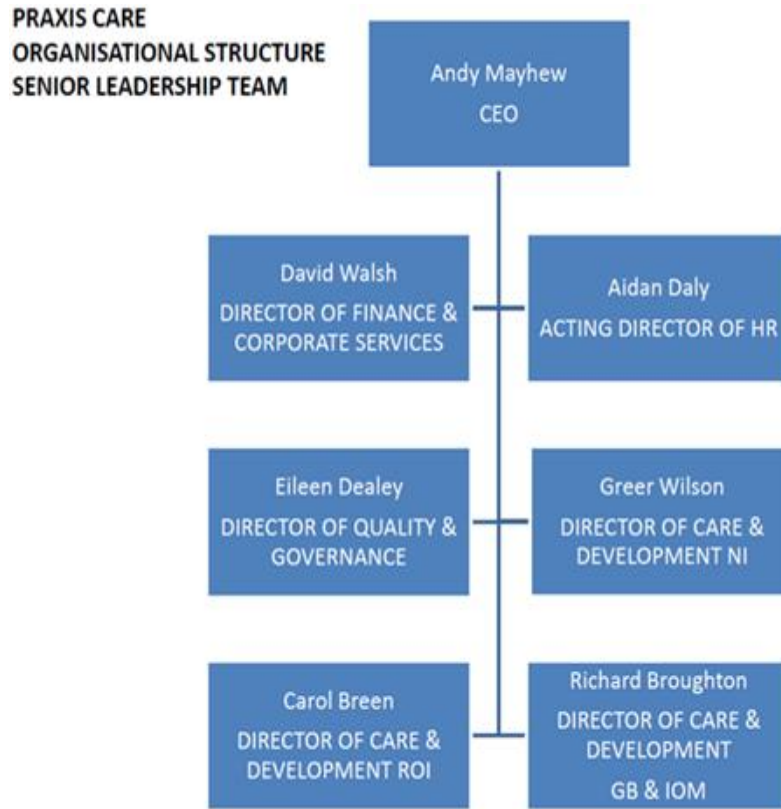 PRAXIS CARE
ORGANISATIONAL STRUCTURE
SENIOR LEADERSHIP TEAM
Andy Mayhew
CEO
David Walsh
DIRECTOR OF FINANCE &
CORPORATE SERVICES
Aidan Daly
ACTING DIRECTOR OF HR
Eileen Dealey
DIRECTOR OF QUALITY &
GOVERNANCE
Greer Wilson
DIRECTOR OF CARE &
DEVELOPMENT NI
Carol Breen
DIRECTOR OF CARE &
DEVELOPMENT ROI
Richard Broughton
DIRECTOR OF CARE &
DEVELOPMENT
GB & IOM